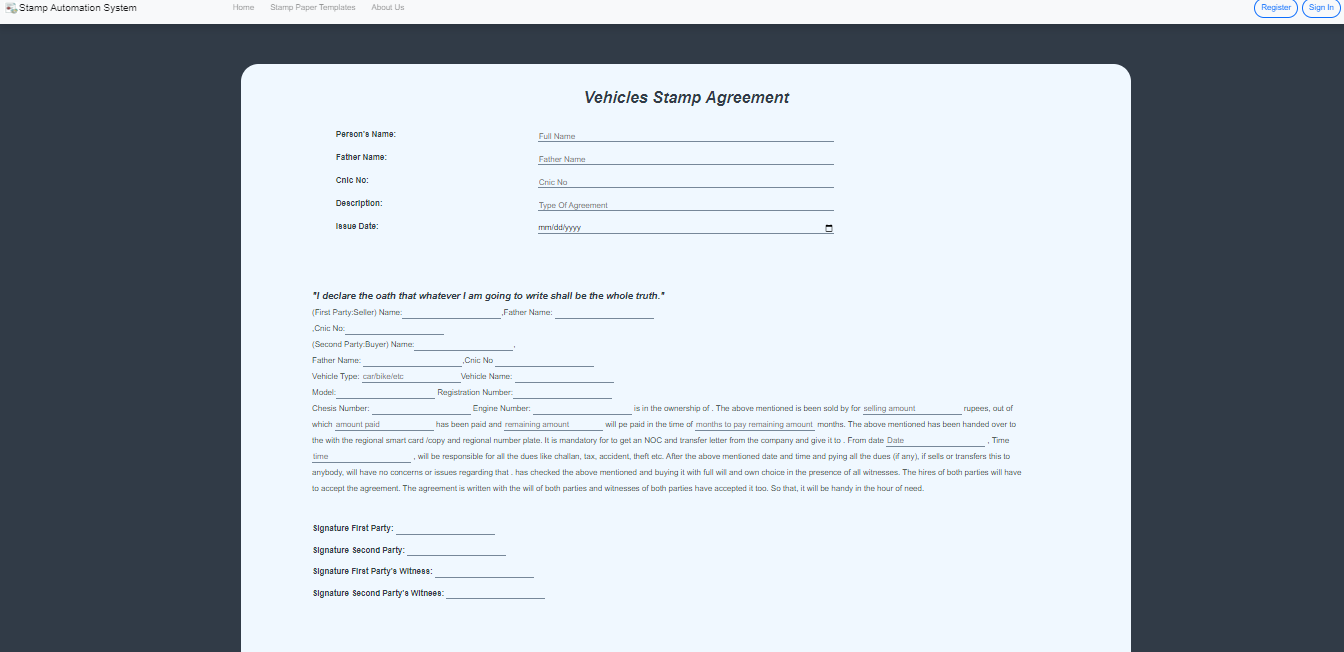 Stamp Automation System Home Stamp Paper Templates About Us Register Sign In
Vehicles Stamp Agreement
Person's Name: Full Name
Father Name: Father Name
Cnic No: Cnic No
Description: Type Of Agreement
Issue Date: mm/dd/yyyy
"I declare the oath that whatever I am going to write shall be the whole truth."
(First Party:Seller) Name: ,Father Name:
,Cnic No:
(Second Party:Buyer) Name: ,
Father Name: ,Cnic No
Vehicle Type: car/bike/etc Vehicle Name:
Model: Registration Number:
Chesis Number: Engine Number: is in the ownership of . The above mentioned is been sold by for selling amount rupees, out of
which amount paid has been paid and remaining amount will pe paid in the time of months to pay remaining amount months. The above mentioned has been handed over to
the with the regional smart card /copy and regional number plate. It is mandatory for to get an NOC and transfer letter from the company and give it to . From date Date , Time
time , will be responsible for all the dues like challan, tax, accident, theft etc. After the above mentioned date and time and pying all the dues (if any), if sells or transfers this to
anybody, will have no concerns or issues regarding that . has checked the above mentioned and buying it with full will and own choice in the presence of all witnesses. The hires of both parties will have
to accept the agreement. The agreement is written with the will of both parties and witnesses of both parties have accepted it too. So that, it will be handy in the hour of need.
Signature First Party:
Signature Second Party:
Signature First Party's Witness:
Signature Second Party's Witnees: